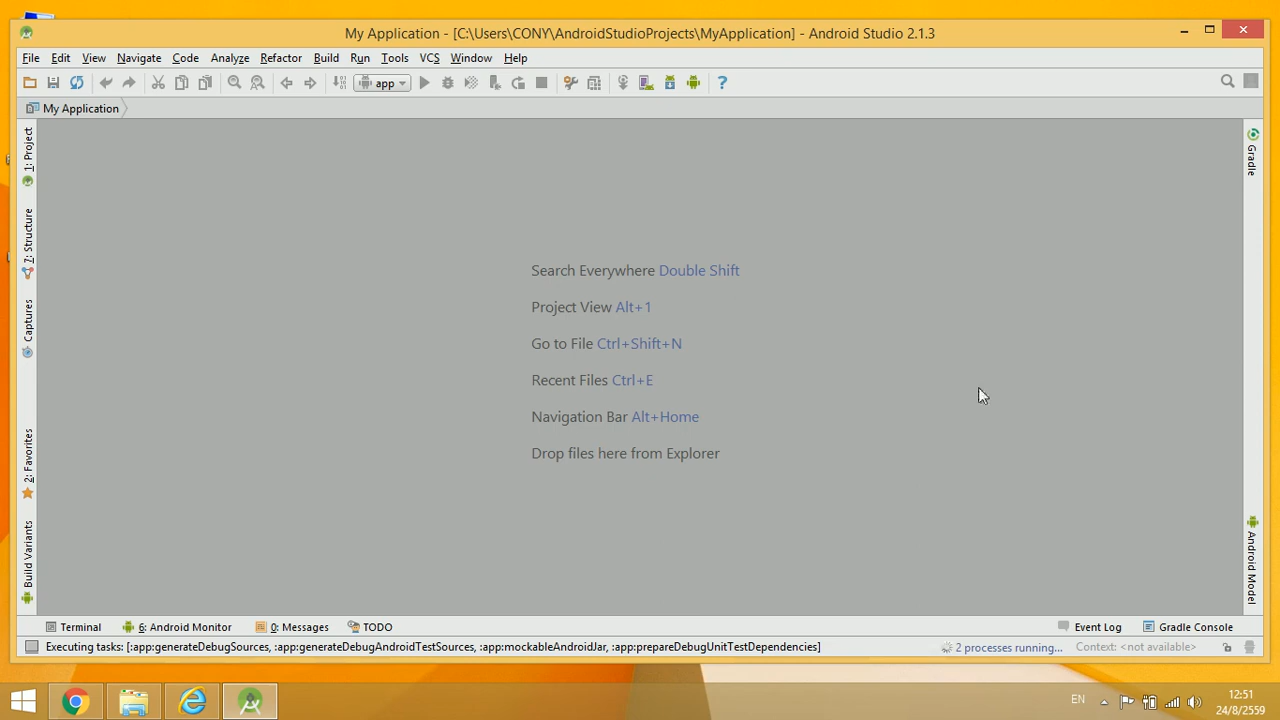 My Application - [C:\Users\CONY\AndroidStudioProjects\MyApplication] - Android Studio 2.1.3
File Edit View Navigate Code Analyze Refactor Build Run Tools VCS Window Help
app
My Application
1: Project
7: Structure
Captures
2: Favorites
Build Variants
Search Everywhere Double Shift
Project View Alt+1
Go to File Ctrl+Shift+N
Recent Files Ctrl+E
Navigation Bar Alt+Home
Drop files here from Explorer
Gradle
Android Model
Terminal 6: Android Monitor 0: Messages TODO Event Log Gradle Console
Executing tasks: [:app:generateDebugSources, :app:generateDebugAndroidTestSources, :app:mockableAndroidJar, :app:prepareDebugUnitTestDependencies] 2 processes running... Context: <not available>
EN
12:51
24/8/2559